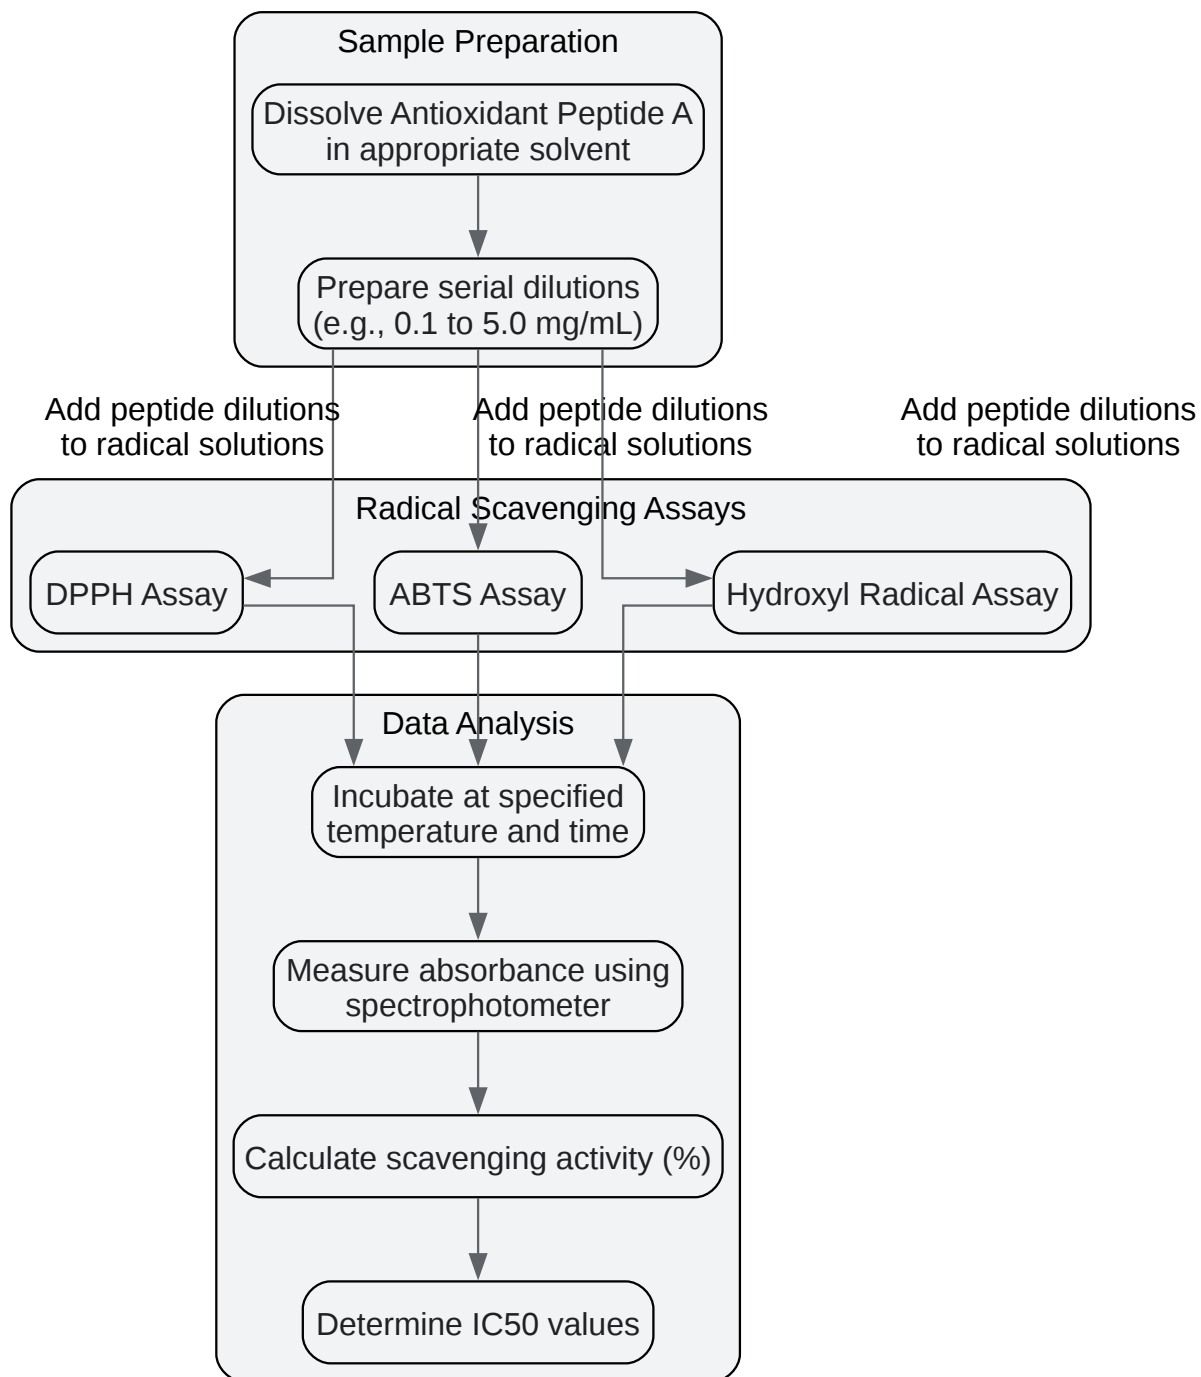 Sample Preparation
Dissolve Antioxidant Peptide A
in appropriate solvent
Prepare serial dilutions
(e.g., 0.1 to 5.0 mg/mL)
Add peptide dilutions
to radical solutions
Add peptide dilutions
to radical solutions
Add peptide dilutions
to radical solutions
Radical Scavenging Assays
DPPH Assay
ABTS Assay
Hydroxyl Radical Assay
Data Analysis
Incubate at specified
temperature and time
Measure absorbance using
spectrophotometer
Calculate scavenging activity (%)
Determine IC50 values